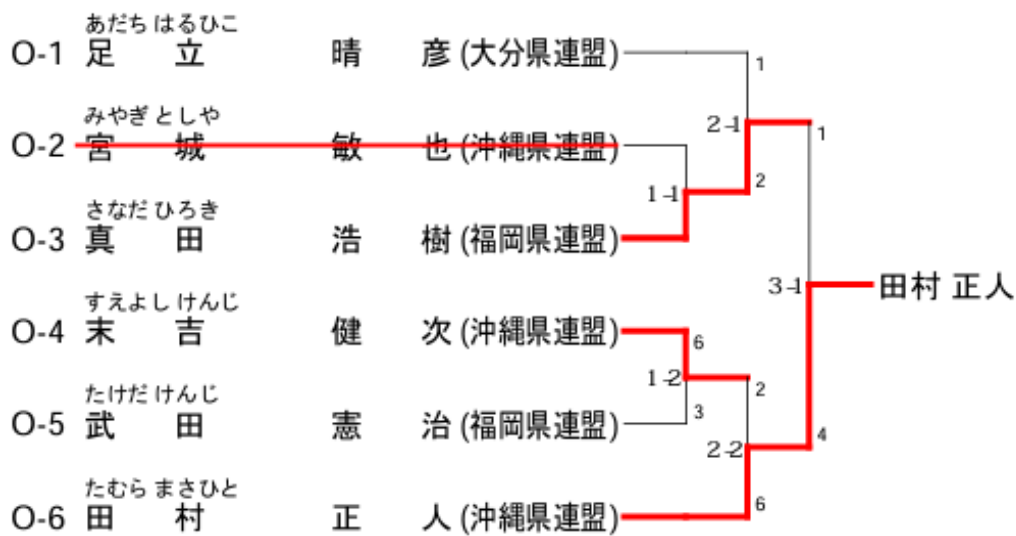 あだち はるひこ
O-1 足 立 晴 彦 (大分県連盟)
1
みやぎ としや
2-1
1
O-2 宮 城 敏 也 (沖縄県連盟)
1-1
2
さなだ ひろき
O-3 真 田 浩 樹 (福岡県連盟)
3-1
田村 正人
すえよし けんじ
O-4 末 吉 健 次 (沖縄県連盟)
6
1-2
2
たけだ けんじ
3
O-5 武 田 憲 治 (福岡県連盟)
4
2-2
たむら まさひと
6
O-6 田 村 正 人 (沖縄県連盟)